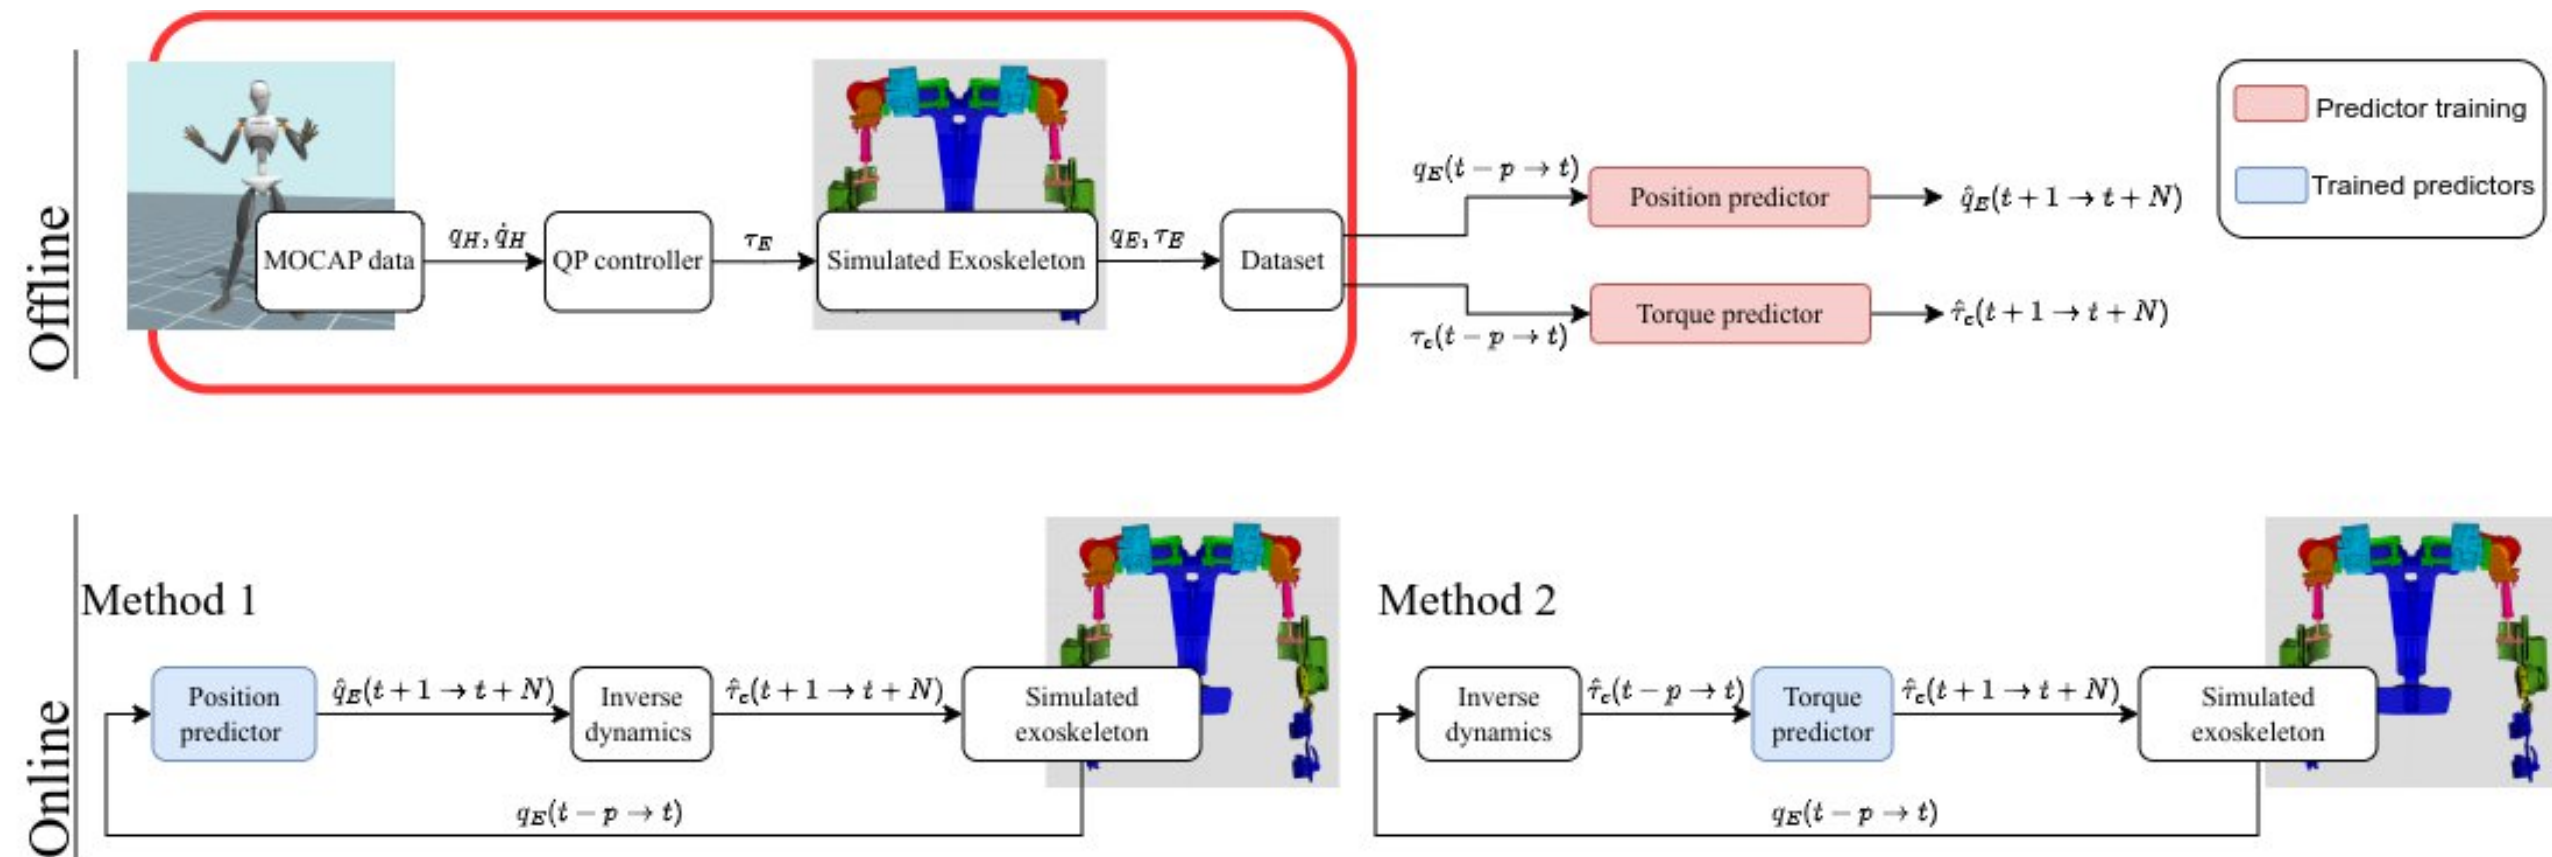 Offline
MOCAP data
q_H, q̇_H
QP controller
τ_E
Simulated Exoskeleton
q_E, τ_E
Dataset
q_E(t − p → t)
Position predictor
q̂_E(t + 1 → t + N)
τ_c(t − p → t)
Torque predictor
τ̂_c(t + 1 → t + N)
Predictor training
Trained predictors
Online
Method 1
Position
predictor
q̂_E(t + 1 → t + N)
Inverse
dynamics
τ̂_c(t + 1 → t + N)
Simulated
exoskeleton
q_E(t − p → t)
Method 2
Inverse
dynamics
τ̂_c(t − p → t)
Torque
predictor
τ̂_c(t + 1 → t + N)
Simulated
exoskeleton
q_E(t − p → t)